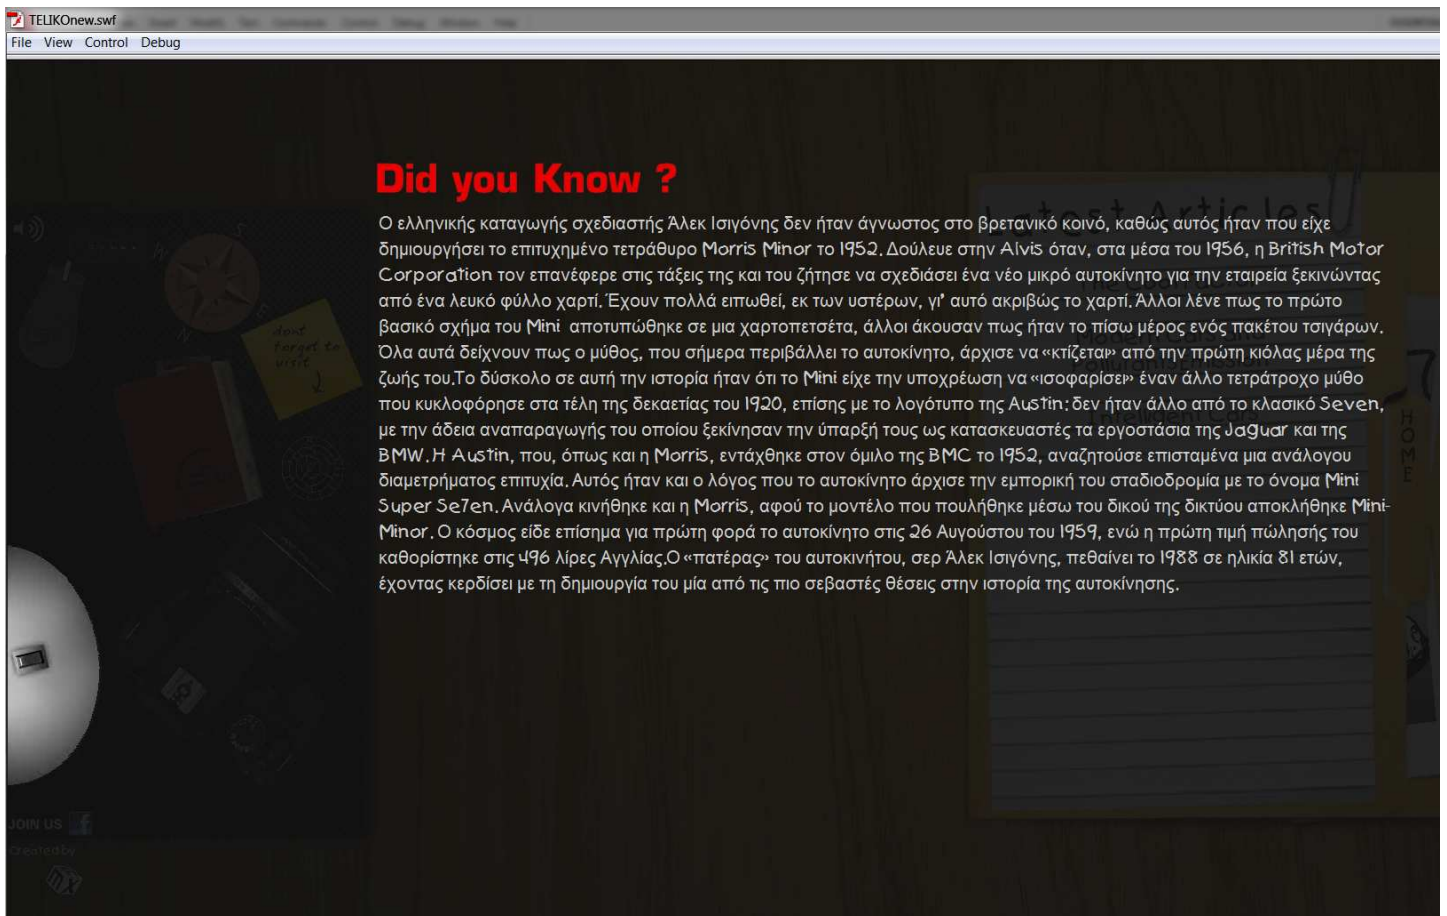 TELIKOnew.swf
File View Control Debug
Did you Know ?
Ο ελληνικής καταγωγής σχεδιαστής Άλεκ Ισιγόνης δεν ήταν άγνωστος στο βρετανικό κοινό, καθώς αυτός ήταν που είχε
δημιουργήσει το επιτυχημένο τετράθυρο Morris Minor το 1952. Δούλευε στην Alvis όταν, στα μέσα του 1956, η British Motor
Corporation τον επανέφερε στις τάξεις της και του ζήτησε να σχεδιάσει ένα νέο μικρό αυτοκίνητο για την εταιρεία ξεκινώντας
από ένα λευκό φύλλο χαρτί. Έχουν πολλά ειπωθεί, εκ των υστέρων, γι' αυτό ακριβώς το χαρτί. Άλλοι λένε πως το πρώτο
βασικό σχήμα του Mini αποτυπώθηκε σε μια χαρτοπετσέτα, άλλοι άκουσαν πως ήταν το πίσω μέρος ενός πακέτου τσιγάρων.
Όλα αυτά δείχνουν πως ο μύθος, που σήμερα περιβάλλει το αυτοκίνητο, άρχισε να «κτίζεται» από την πρώτη κιόλας μέρα της
ζωής του.Το δύσκολο σε αυτή την ιστορία ήταν ότι το Mini είχε την υποχρέωση να «ισοφαρίσει» έναν άλλο τετράτροχο μύθο
που κυκλοφόρησε στα τέλη της δεκαετίας του 1920, επίσης με το λογότυπο της Austin: δεν ήταν άλλο από το κλασικό Seven,
με την άδεια αναπαραγωγής του οποίου ξεκίνησαν την ύπαρξή τους ως κατασκευαστές τα εργοστάσια της Jaguar και της
BMW. Η Austin, που, όπως και η Morris, εντάχθηκε στον όμιλο της BMC το 1952, αναζητούσε επισταμένα μια ανάλογου
διαμετρήματος επιτυχία. Αυτός ήταν και ο λόγος που το αυτοκίνητο άρχισε την εμπορική του σταδιοδρομία με το όνομα Mini
Super Se7en. Ανάλογα κινήθηκε και η Morris, αφού το μοντέλο που πουλήθηκε μέσω του δικού της δικτύου αποκλήθηκε Mini-
Minor. Ο κόσμος είδε επίσημα για πρώτη φορά το αυτοκίνητο στις 26 Αυγούστου του 1959, ενώ η πρώτη τιμή πώλησής του
καθορίστηκε στις 496 λίρες Αγγλίας.Ο «πατέρας» του αυτοκινήτου, σερ Άλεκ Ισιγόνης, πεθαίνει το 1988 σε ηλικία 81 ετών,
έχοντας κερδίσει με τη δημιουργία του μία από τις πιο σεβαστές θέσεις στην ιστορία της αυτοκίνησης.
Latest Articles
Modern Cars and
Pollutants Emission
Intelligent Cars
HOME
dont
forget to
visit
JOIN US
Created by